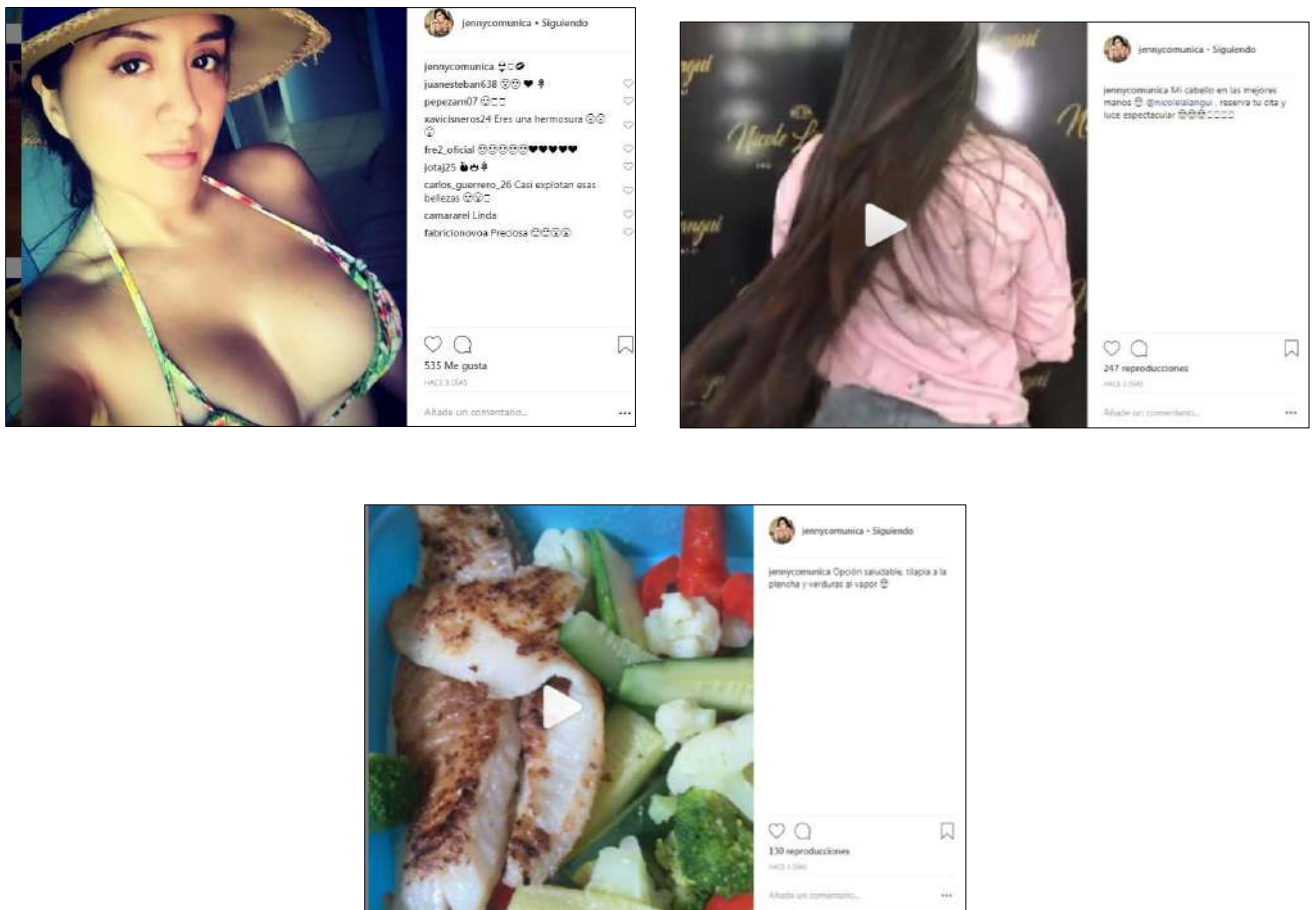 jennycomunica • Siguiendo
jennycomunica
juanesteban638
pepezam07
xavicisneros24 Eres una hermosura
fre2_oficial
jotaj25
carlos_guerrero_26 Casi explotan esas
bellezas
camararel Linda
fabricionovoa Preciosa
535 Me gusta
HACE 3 DÍAS
Añade un comentario...
jennycomunica • Siguiendo
jennycomunica Mi cabello en las mejores
manos @nicolelalangui , reserva tu cita y
luce espectacular
Nicole
247 reproducciones
Añade un comentario...
jennycomunica • Siguiendo
jennycomunica Opción saludable, tilapia a la
plancha y verduras al vapor
130 reproducciones
Añade un comentario...